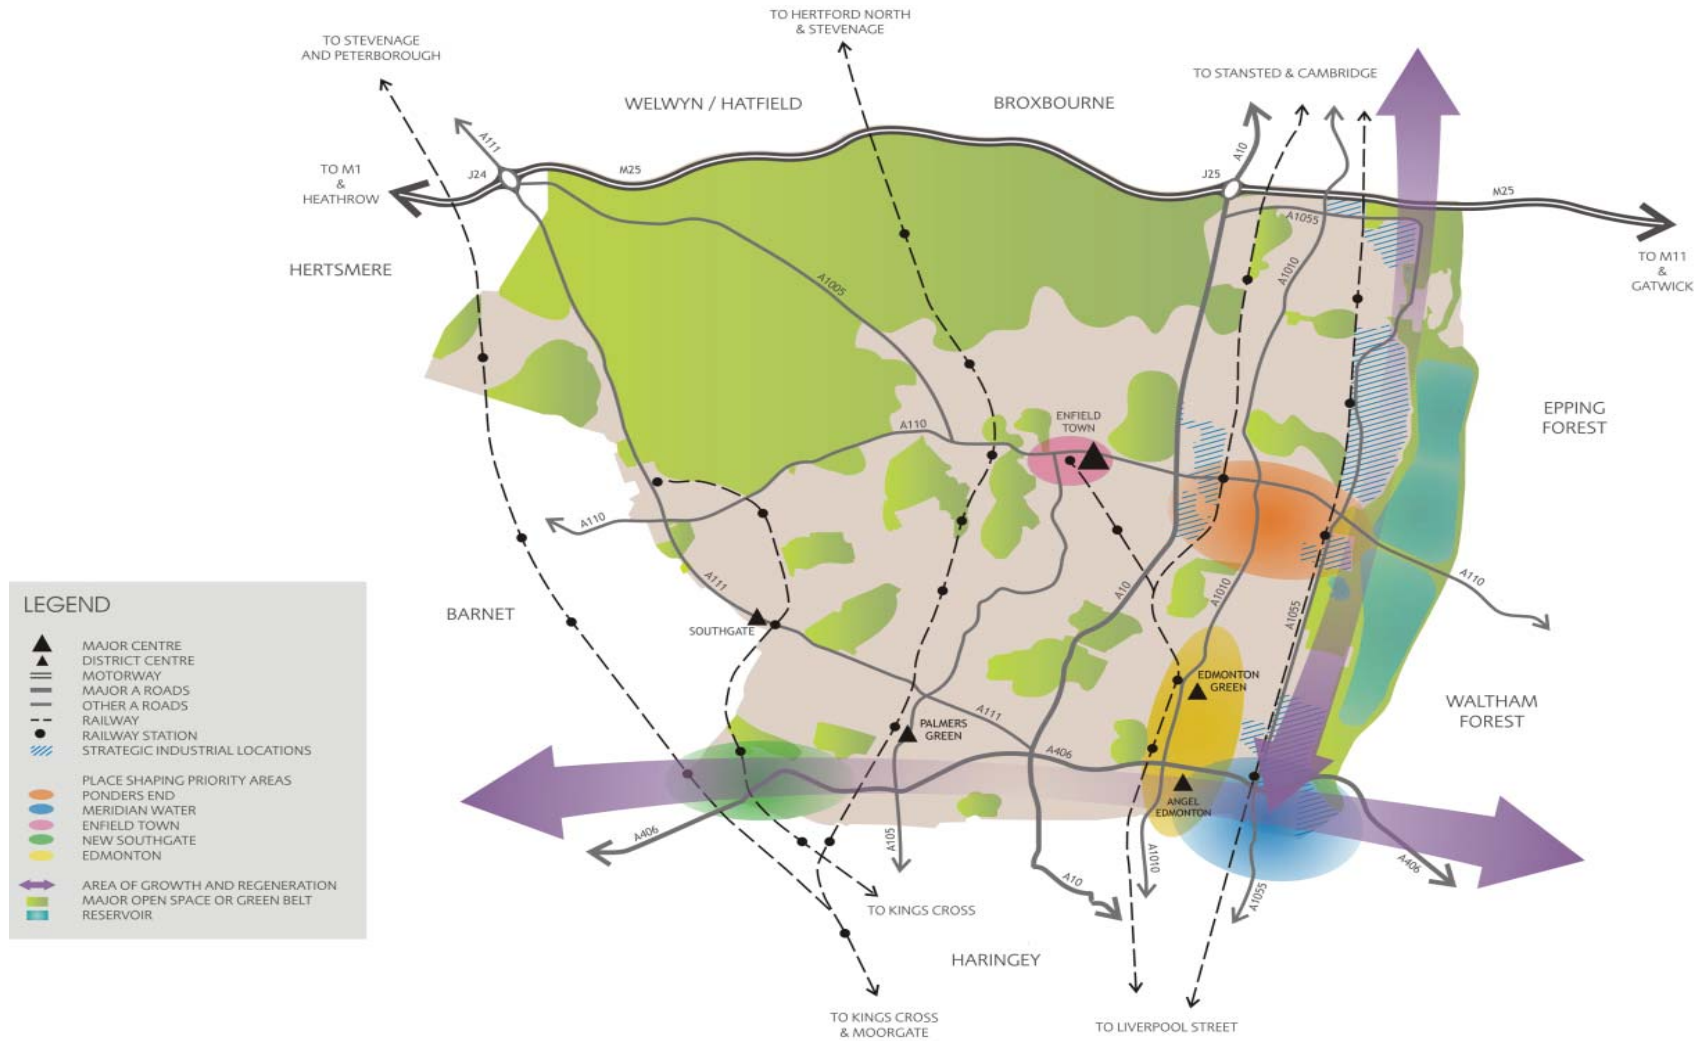 TO HERTFORD NORTH
& STEVENAGE
TO STEVENAGE
AND PETERBOROUGH
TO STANSTED & CAMBRIDGE
WELWYN / HATFIELD
BROXBOURNE
A111
A10
TO M1
&
HEATHROW
J24
M25
J25
M25
A1055
HERTSMERE
A1010
TO M11
&
GATWICK
A1005
EPPING
FOREST
ENFIELD
TOWN
A110
A110
A110
A111
A10
A1010
A1055
BARNET
SOUTHGATE
EDMONTON
GREEN
WALTHAM
FOREST
PALMERS
GREEN
A111
A406
ANGEL
EDMONTON
A406
A105
A1010
A406
A10
A1055
TO KINGS CROSS
HARINGEY
TO KINGS CROSS
& MOORGATE
TO LIVERPOOL STREET
LEGEND
MAJOR CENTRE
DISTRICT CENTRE
MOTORWAY
MAJOR A ROADS
OTHER A ROADS
RAILWAY
RAILWAY STATION
STRATEGIC INDUSTRIAL LOCATIONS
PLACE SHAPING PRIORITY AREAS
PONDERS END
MERIDIAN WATER
ENFIELD TOWN
NEW SOUTHGATE
EDMONTON
AREA OF GROWTH AND REGENERATION
MAJOR OPEN SPACE OR GREEN BELT
RESERVOIR